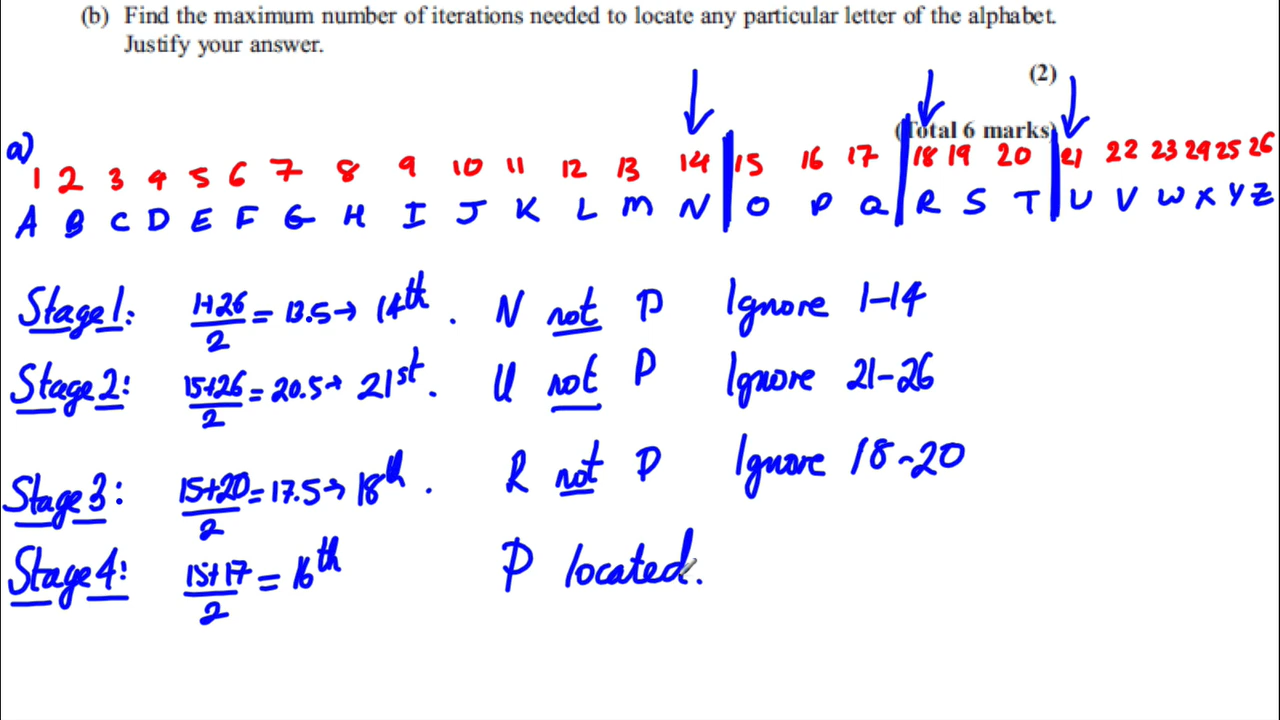 (b) Find the maximum number of iterations needed to locate any particular letter of the alphabet.
Justify your answer.
(2)
(Total 6 marks)
a)
1 2 3 4 5 6 7 8 9 10 11 12 13 14 15 16 17 18 19 20 21 22 23 24 25 26
A B C D E F G H I J K L M N O P Q R S T U V W X Y Z
Stage 1: 1+26/2 = 13.5 → 14th. N not P Ignore 1-14
Stage 2: 15+26/2 = 20.5 → 21st. U not P Ignore 21-26
Stage 3: 15+20/2 = 17.5 → 18th. R not P Ignore 18-20
Stage 4: 15+17/2 = 16th P located.